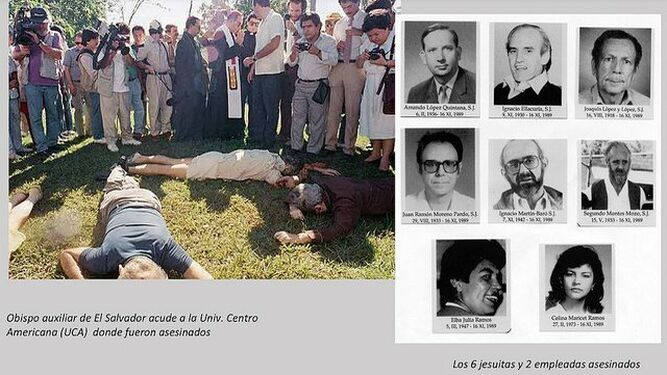 Amando López Quintana, S.J.
6, II, 1936- 16 XI, 1989
Ignacio Ellacuría, S.J.
9, XI, 1930 - 16 XI, 1989
Joaquín López y López, S.J.
16, VIII, 1918 - 16 XI, 1989
Juan Ramón Moreno Pardo, S.J.
29, VIII, 1933 - 16 XI, 1989
Ignacio Martín-Baró S.J.
7, XI, 1942 - 16 XI, 1989
Segundo Montes Mozo, S.J.
15, V, 1933 - 16 XI, 1989
Elba Julia Ramos
5, III, 1947 - 16 XI, 1989
Celina Maricet Ramos
27, II, 1973 - 16 XI, 1989
Obispo auxiliar de El Salvador acude a la Univ. Centro
Americana (UCA) donde fueron asesinados
Los 6 jesuitas y 2 empleadas asesinados